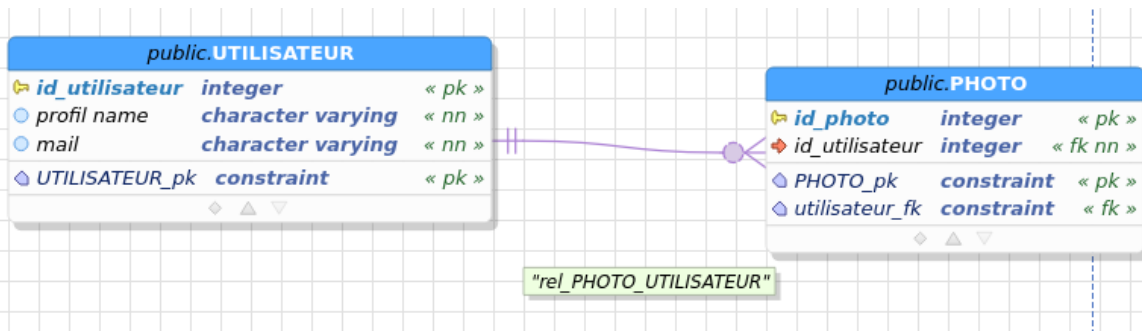 public.UTILISATEUR
id_utilisateur integer « pk »
profil name character varying « nn »
mail character varying « nn »
UTILISATEUR_pk constraint « pk »
public.PHOTO
id_photo integer « pk »
id_utilisateur integer « fk nn »
PHOTO_pk constraint « pk »
utilisateur_fk constraint « fk »
"rel_PHOTO_UTILISATEUR"